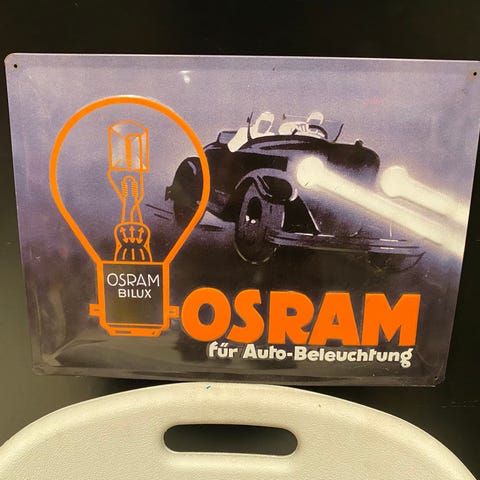 OSRAM
BILUX
OSRAM
für Auto-Beleuchtung